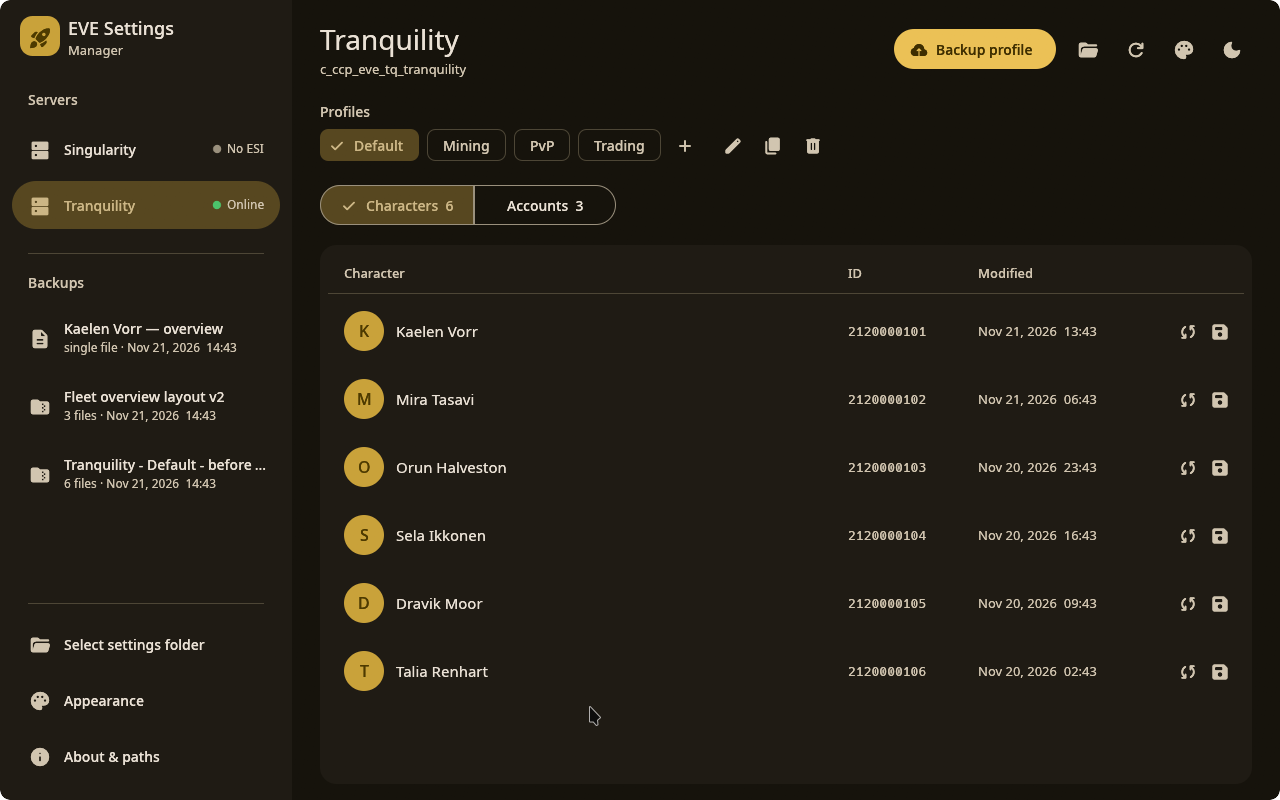 EVE Settings
Manager
Servers
Singularity
No ESI
Tranquility
Online
Backups
Kaelen Vorr — overview
single file · Nov 21, 2026 14:43
Fleet overview layout v2
3 files · Nov 21, 2026 14:43
Tranquility - Default - before ...
6 files · Nov 21, 2026 14:43
Select settings folder
Appearance
About & paths
Tranquility
c_ccp_eve_tq_tranquility
Backup profile
Profiles
Default
Mining
PvP
Trading
Characters 6
Accounts 3
Character ID Modified
K Kaelen Vorr 2120000101 Nov 21, 2026 13:43
M Mira Tasavi 2120000102 Nov 21, 2026 06:43
O Orun Halveston 2120000103 Nov 20, 2026 23:43
S Sela Ikkonen 2120000104 Nov 20, 2026 16:43
D Dravik Moor 2120000105 Nov 20, 2026 09:43
T Talia Renhart 2120000106 Nov 20, 2026 02:43